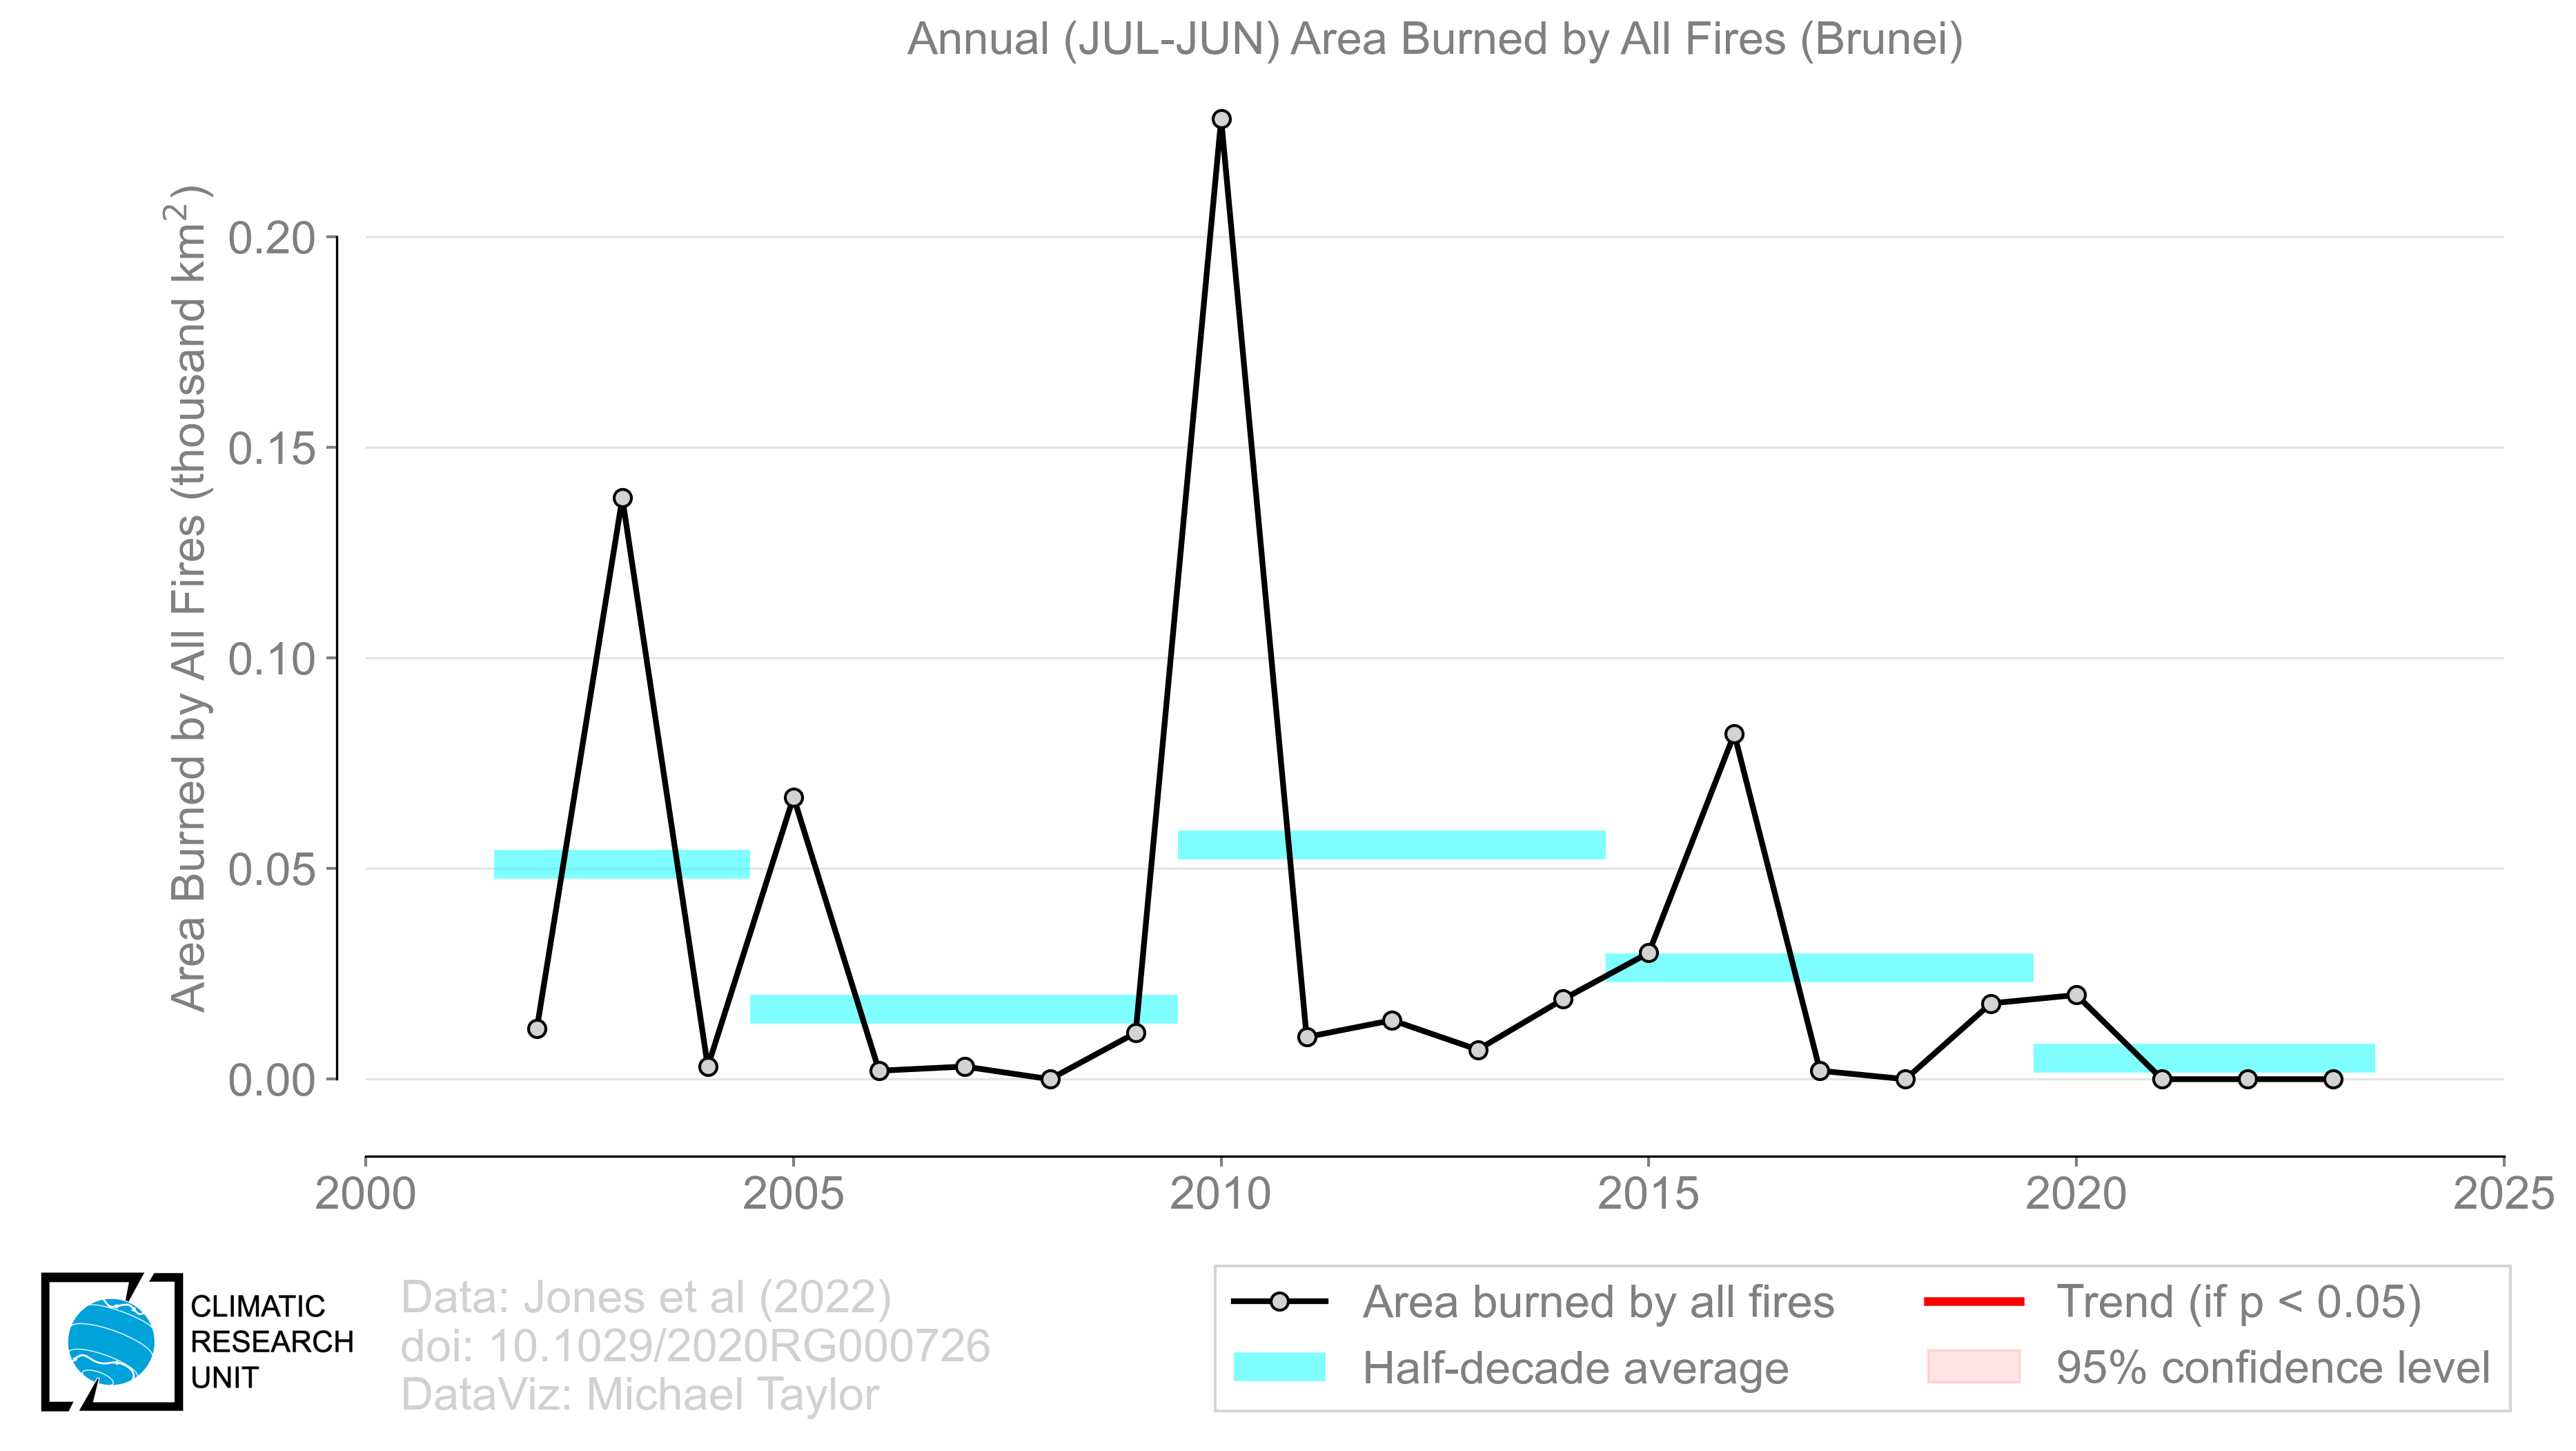 Annual (JUL-JUN) Area Burned by All Fires (Brunei)
Area Burned by All Fires (thousand km²)
0.20
0.15
0.10
0.05
0.00
2000
2005
2010
2015
2020
2025
CLIMATIC
RESEARCH
UNIT
Data: Jones et al (2022)
doi: 10.1029/2020RG000726
DataViz: Michael Taylor
Area burned by all fires
Half-decade average
Trend (if p < 0.05)
95% confidence level